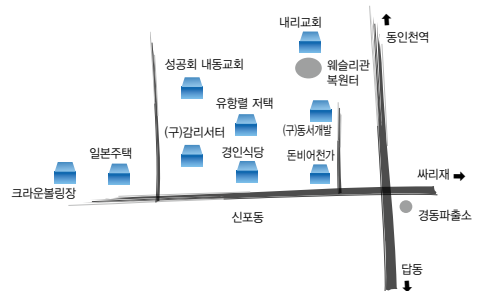 내리교회
동인천역
성공회 내동교회
웨슬리관
복원터
유항렬 저택
(구)감리서터
(구)동서개발
일본주택
경인식당
돈비어천가
싸리재
크라운볼링장
신포동
경동파출소
답동